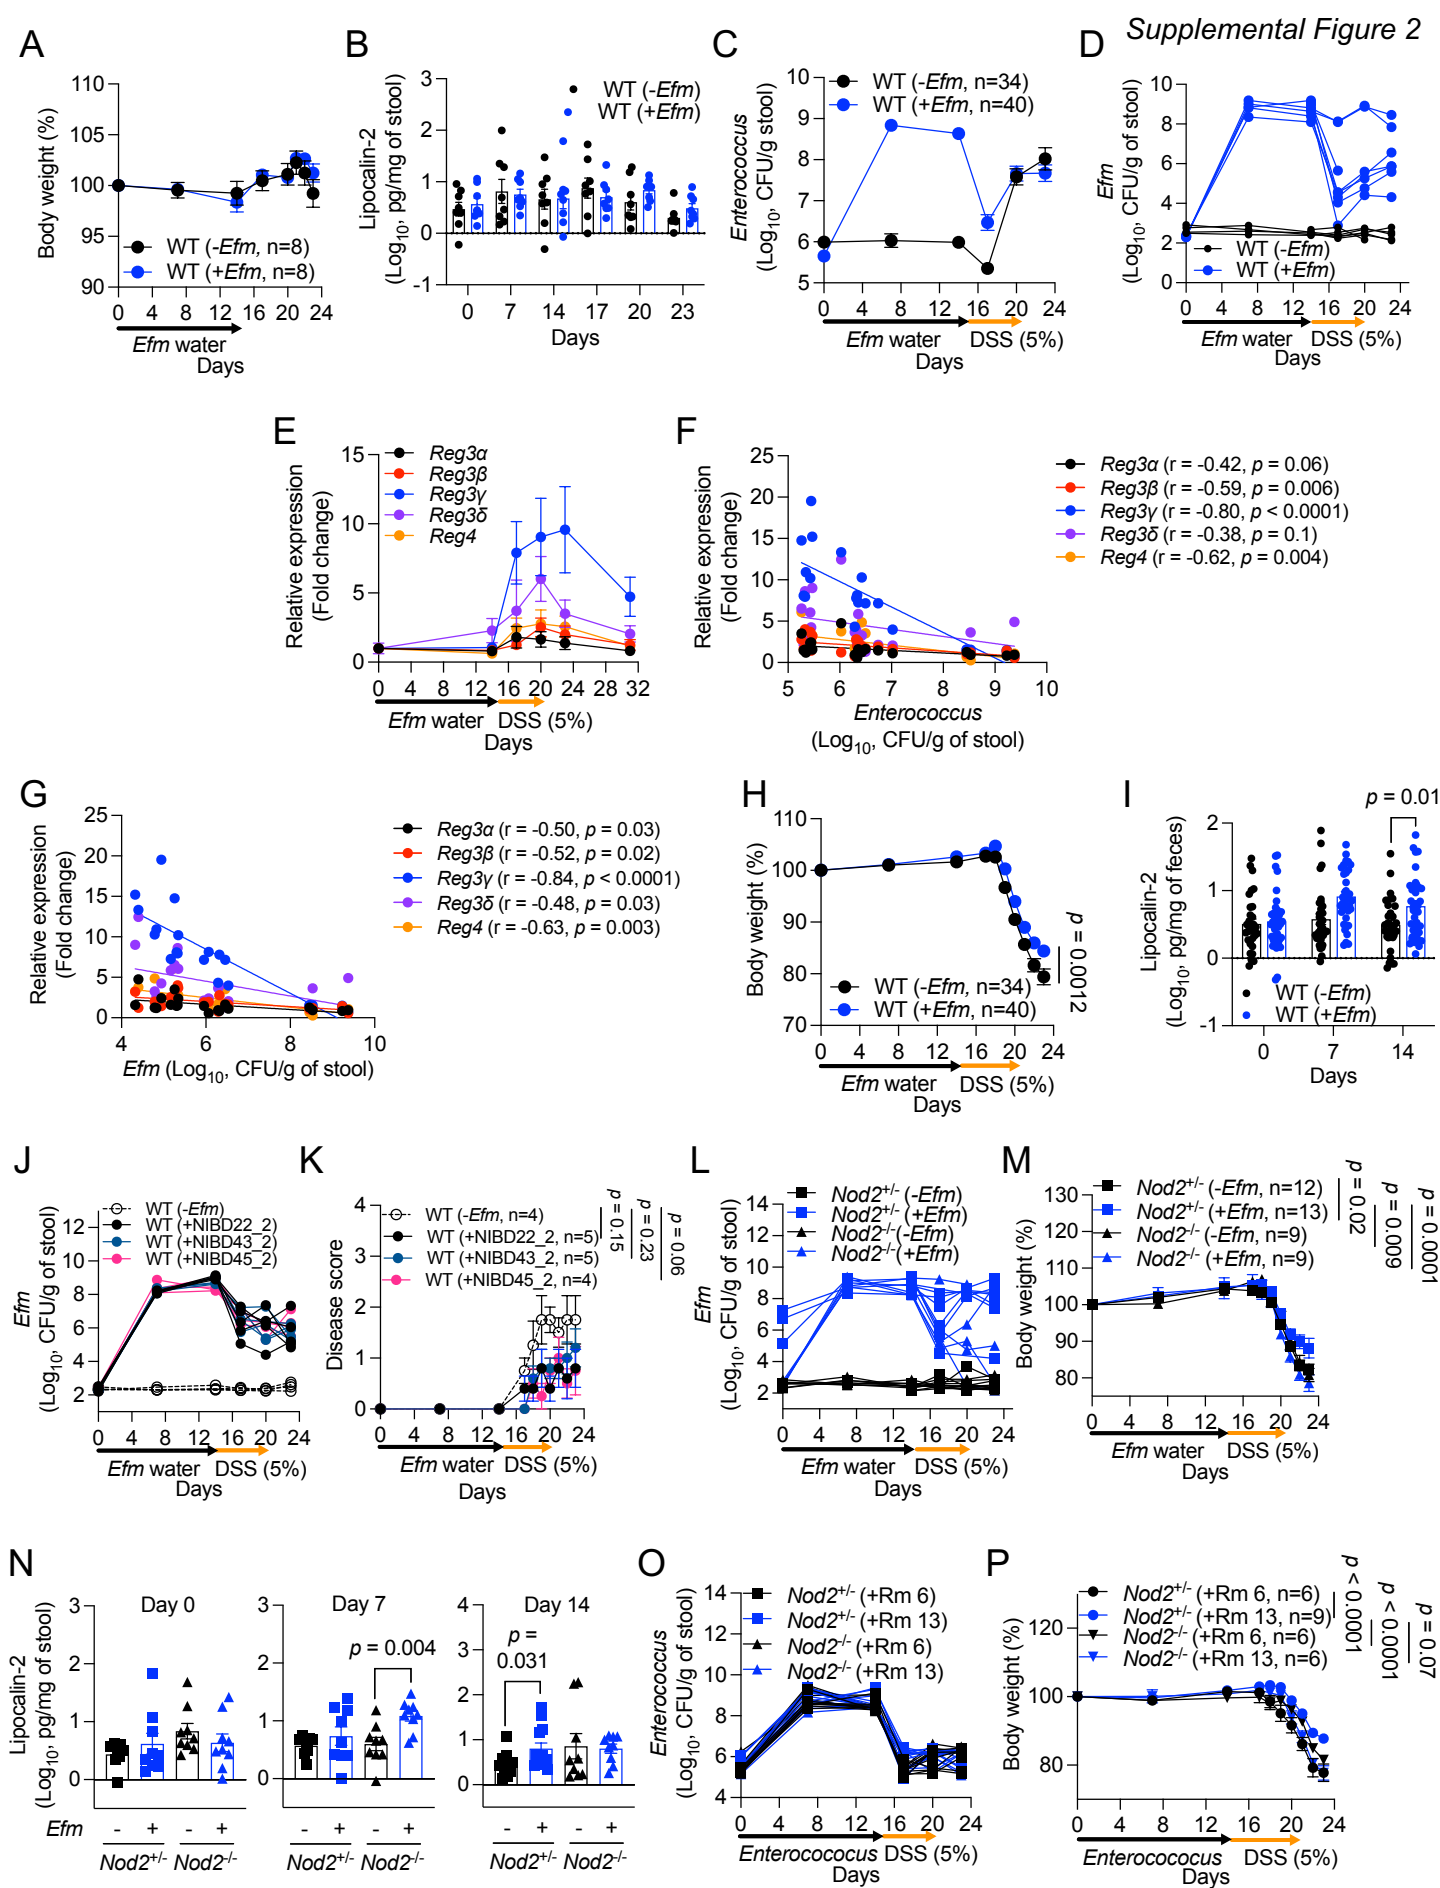 Supplemental Figure 2
A
Body weight (%)
110
105
100
95
90
WT (-Efm, n=8)
WT (+Efm, n=8)
0 4 8 12 16 20 24
Efm water
Days
B
Lipocalin-2
(Log10, pg/mg of stool)
3
2
1
0
-1
WT (-Efm)
WT (+Efm)
0 7 14 17 20 23
Days
C
Enterococcus
(Log10, CFU/g stool)
10
9
8
7
6
5
WT (-Efm, n=34)
WT (+Efm, n=40)
0 4 8 12 16 20 24
Efm water DSS (5%)
Days
D
Efm
(Log10, CFU/g of stool)
10
8
6
4
2
0
WT (-Efm)
WT (+Efm)
0 4 8 12 16 20 24
Efm water DSS (5%)
Days
E
Relative expression
(Fold change)
15
10
5
0
Reg3α
Reg3β
Reg3γ
Reg3δ
Reg4
0 4 8 12 16 20 24 28 32
Efm water DSS (5%)
Days
F
Relative expression
(Fold change)
25
20
15
10
5
0
5 6 7 8 9 10
Enterococcus
(Log10, CFU/g of stool)
Reg3α (r = -0.42, p = 0.06)
Reg3β (r = -0.59, p = 0.006)
Reg3γ (r = -0.80, p < 0.0001)
Reg3δ (r = -0.38, p = 0.1)
Reg4 (r = -0.62, p = 0.004)
G
Relative expression
(Fold change)
25
20
15
10
5
0
4 6 8 10
Efm (Log10, CFU/g of stool)
Reg3α (r = -0.50, p = 0.03)
Reg3β (r = -0.52, p = 0.02)
Reg3γ (r = -0.84, p < 0.0001)
Reg3δ (r = -0.48, p = 0.03)
Reg4 (r = -0.63, p = 0.003)
H
Body weight (%)
110
100
90
80
70
WT (-Efm, n=34)
WT (+Efm, n=40)
p = 0.0012
0 4 8 12 16 20 24
Efm water DSS (5%)
Days
I
Lipocalin-2
(Log10, pg/mg of feces)
p = 0.01
2
1
0
-1
WT (-Efm)
WT (+Efm)
0 7 14
Days
J
Efm
(Log10, CFU/g of stool)
12
10
8
6
4
2
WT (-Efm)
WT (+NIBD22_2)
WT (+NIBD43_2)
WT (+NIBD45_2)
0 4 8 12 16 20 24
Efm water DSS (5%)
Days
K
Disease score
4
3
2
1
0
WT (-Efm, n=4)
WT (+NIBD22_2, n=5)
WT (+NIBD43_2, n=5)
WT (+NIBD45_2, n=4)
p = 0.15
p = 0.23
p = 0.06
0 4 8 12 16 20 24
Efm water DSS (5%)
Days
L
Efm
(Log10, CFU/g of stool)
14
12
10
8
6
4
2
Nod2+/- (-Efm)
Nod2+/- (+Efm)
Nod2-/- (-Efm)
Nod2-/- (+Efm)
0 4 8 12 16 20 24
Efm water DSS (5%)
Days
M
Body weight (%)
130
120
110
100
90
80
Nod2+/- (-Efm, n=12)
Nod2+/- (+Efm, n=13)
Nod2-/- (-Efm, n=9)
Nod2-/- (+Efm, n=9)
p = 0.02
p = 0.009
p = 0.0001
0 4 8 12 16 20 24
Efm water DSS (5%)
Days
N
Lipocalin-2
(Log10, pg/mg of stool)
Day 0
3
2
1
0
Day 7
3
2
1
0
p = 0.004
Day 14
4
3
2
1
0
p =
0.031
Efm - + - + - + - + - + - +
Nod2+/- Nod2-/- Nod2+/- Nod2-/- Nod2+/- Nod2-/-
O
Enterococcus
(Log10, CFU/g of stool)
14
12
10
8
6
4
Nod2+/- (+Rm 6)
Nod2+/- (+Rm 13)
Nod2-/- (+Rm 6)
Nod2-/- (+Rm 13)
0 4 8 12 16 20 24
Enterococcus DSS (5%)
Days
P
Body weight (%)
120
100
80
Nod2+/- (+Rm 6, n=6)
Nod2+/- (+Rm 13, n=9)
Nod2-/- (+Rm 6, n=6)
Nod2-/- (+Rm 13, n=6)
p < 0.0001
p < 0.0001
p = 0.07
0 4 8 12 16 20 24
Enterococcus DSS (5%)
Days